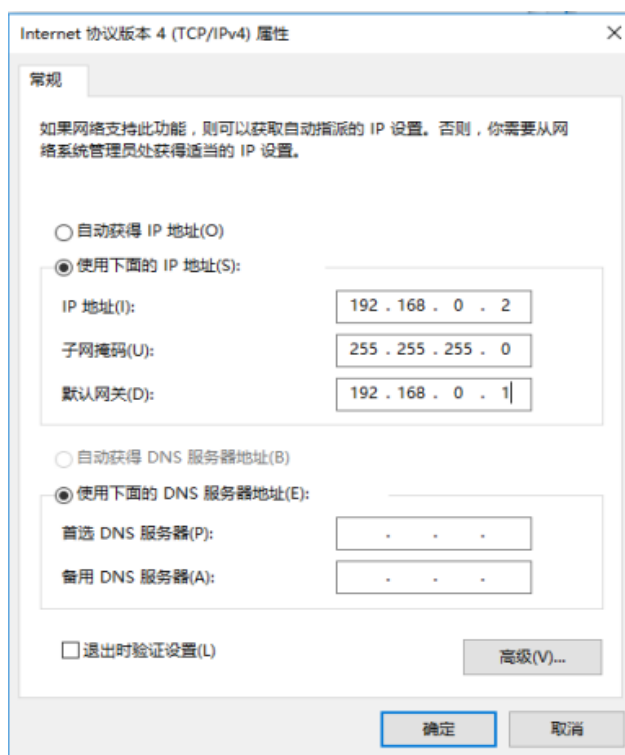 Internet 协议版本 4 (TCP/IPv4) 属性
常规
如果网络支持此功能，则可以获取自动指派的 IP 设置。否则，你需要从网
络系统管理员处获得适当的 IP 设置。
自动获得 IP 地址(O)
使用下面的 IP 地址(S):
IP 地址(I): 192 . 168 . 0 . 2
子网掩码(U): 255 . 255 . 255 . 0
默认网关(D): 192 . 168 . 0 . 1
自动获得 DNS 服务器地址(B)
使用下面的 DNS 服务器地址(E):
首选 DNS 服务器(P): . . .
备用 DNS 服务器(A): . . .
退出时验证设置(L)
高级(V)...
确定 取消